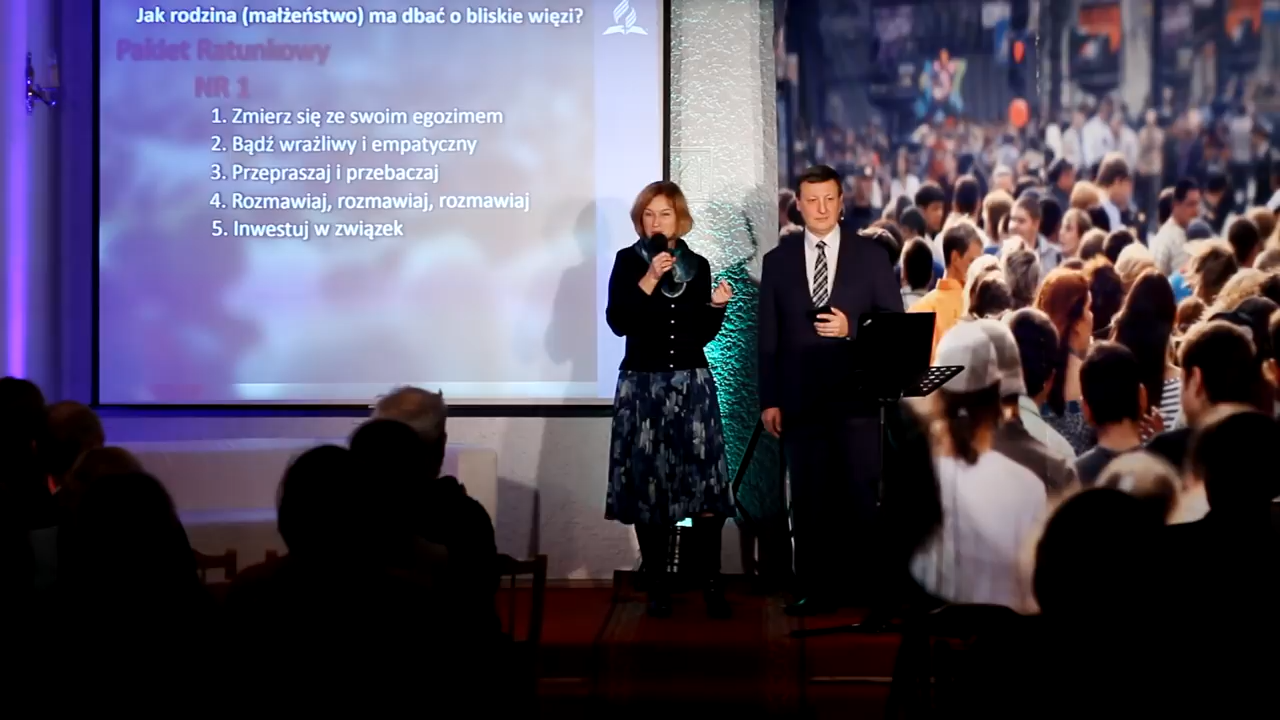 Jak rodzina (małżeństwo) ma dbać o bliskie więzi?
Pakiet Ratunkowy
NR 1
1. Zmierz się ze swoim egozimem
2. Bądź wrażliwy i empatyczny
3. Przepraszaj i przebaczaj
4. Rozmawiaj, rozmawiaj, rozmawiaj
5. Inwestuj w związek